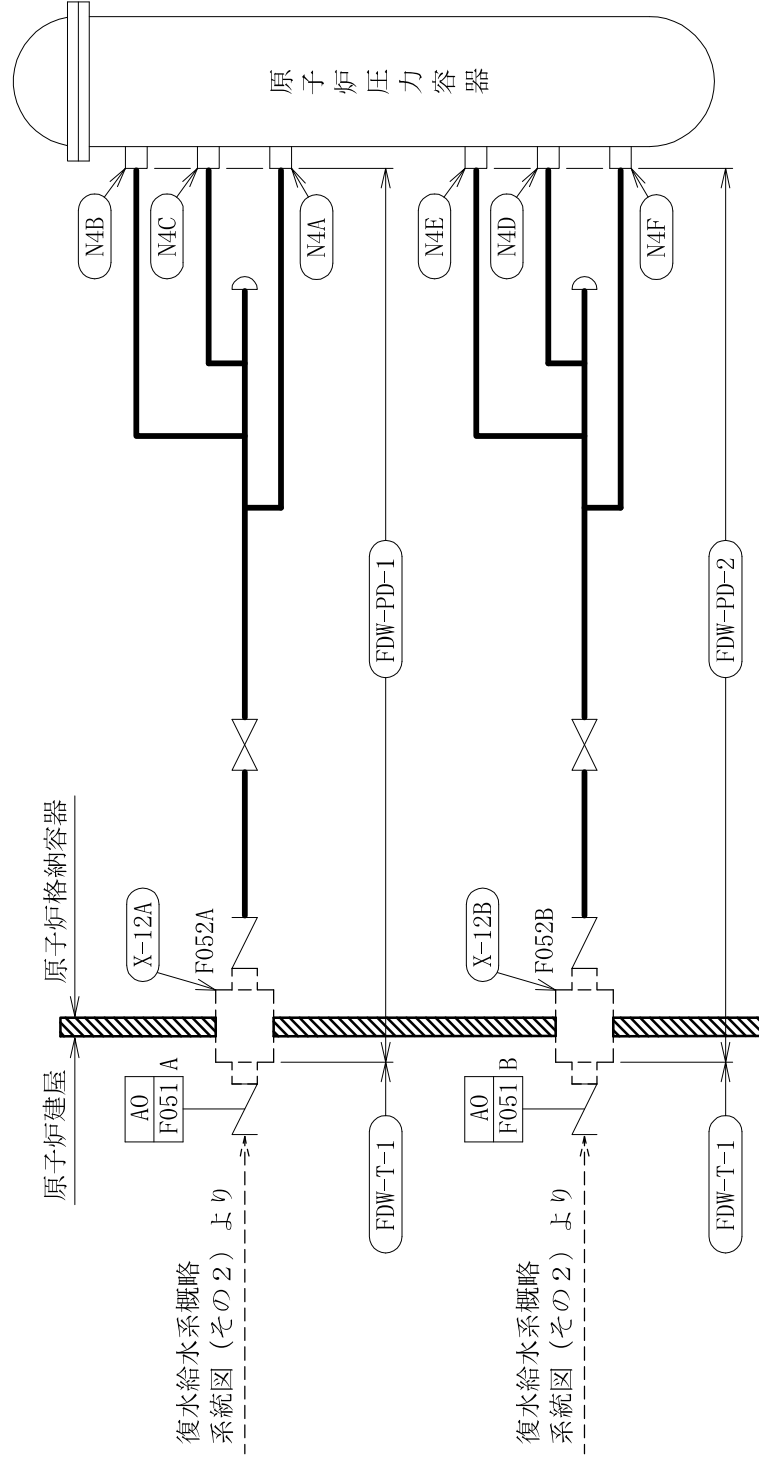 原子炉圧力容器
N4B
N4C
N4A
N4E
N4D
N4F
FDW-PD-1
FDW-PD-2
原子炉格納容器
原子炉建屋
X-12A
F052A
AO
F051 A
X-12B
F052B
AO
F051 B
FDW-T-1
FDW-T-1
復水給水系概略
系統図（その２）より
復水給水系概略
系統図（その２）より